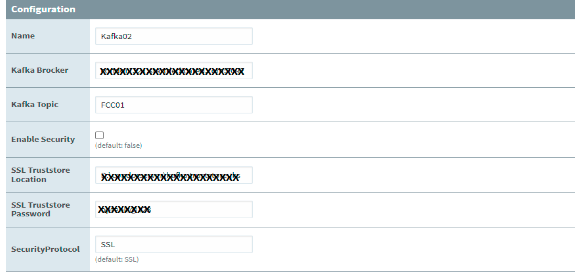 Configuration
Name
Kafka02
Kafka Brocker
XXXXXXXXXXXXXXXXXXXXXX
Kafka Topic
FCC01
Enable Security
(default: false)
SSL Truststore
Location
XXXXXXXXXXXXXXXXXXXXX
SSL Truststore
Password
XXXXXXXX
SecurityProtocol
SSL
(default: SSL)